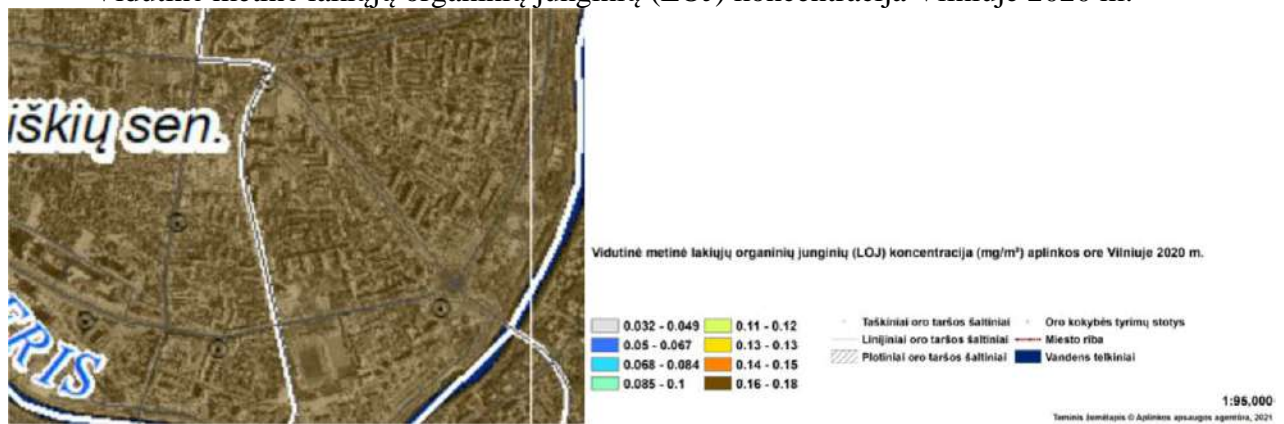 Vidutinė metinė lakiųjų organinių junginių (LOJ) koncentracija Vilniuje 2020 m.
iškių sen.
ERIS
Vidutinė metinė lakiųjų organinių junginių (LOJ) koncentracija (mg/m³) aplinkos ore Vilniuje 2020 m.
0.032 - 0.049
0.05 - 0.067
0.068 - 0.084
0.085 - 0.1
0.11 - 0.12
0.13 - 0.13
0.14 - 0.15
0.16 - 0.18
Taškiniai oro taršos šaltiniai
Linijiniai oro taršos šaltiniai
Plotiniai oro taršos šaltiniai
Oro kokybės tyrimų stotys
Miesto riba
Vandens telkiniai
1:95,000
Teminis žemėlapis © Aplinkos apsaugos agentūra, 2021